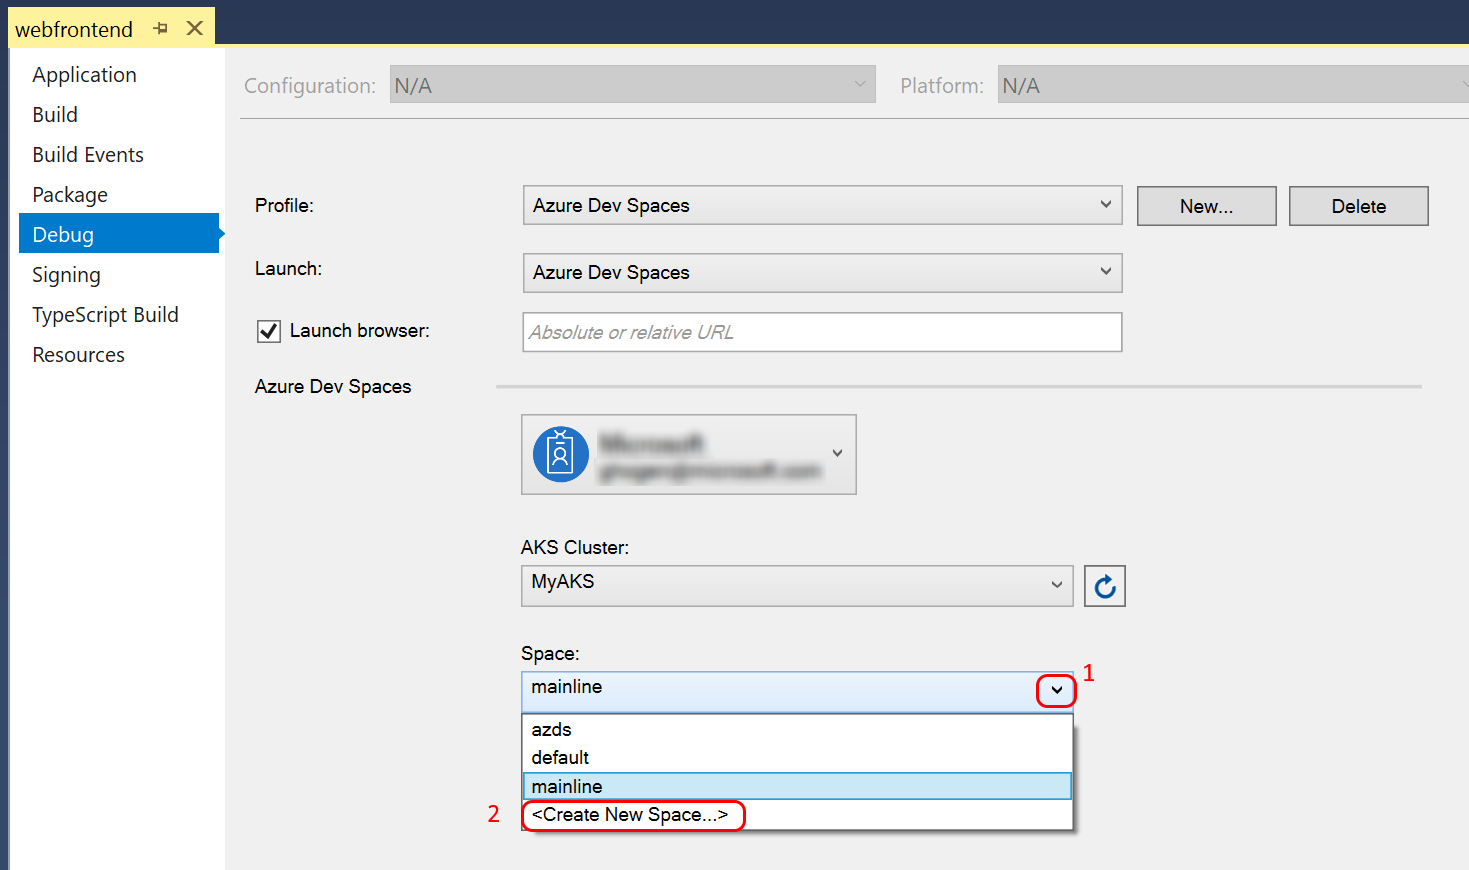 webfrontend
Application
Build
Build Events
Package
Debug
Signing
TypeScript Build
Resources
Configuration: N/A Platform: N/A
Profile: Azure Dev Spaces New... Delete
Launch: Azure Dev Spaces
Launch browser: Absolute or relative URL
Azure Dev Spaces
AKS Cluster:
MyAKS
Space:
mainline 1
azds
default
mainline
2 <Create New Space...>